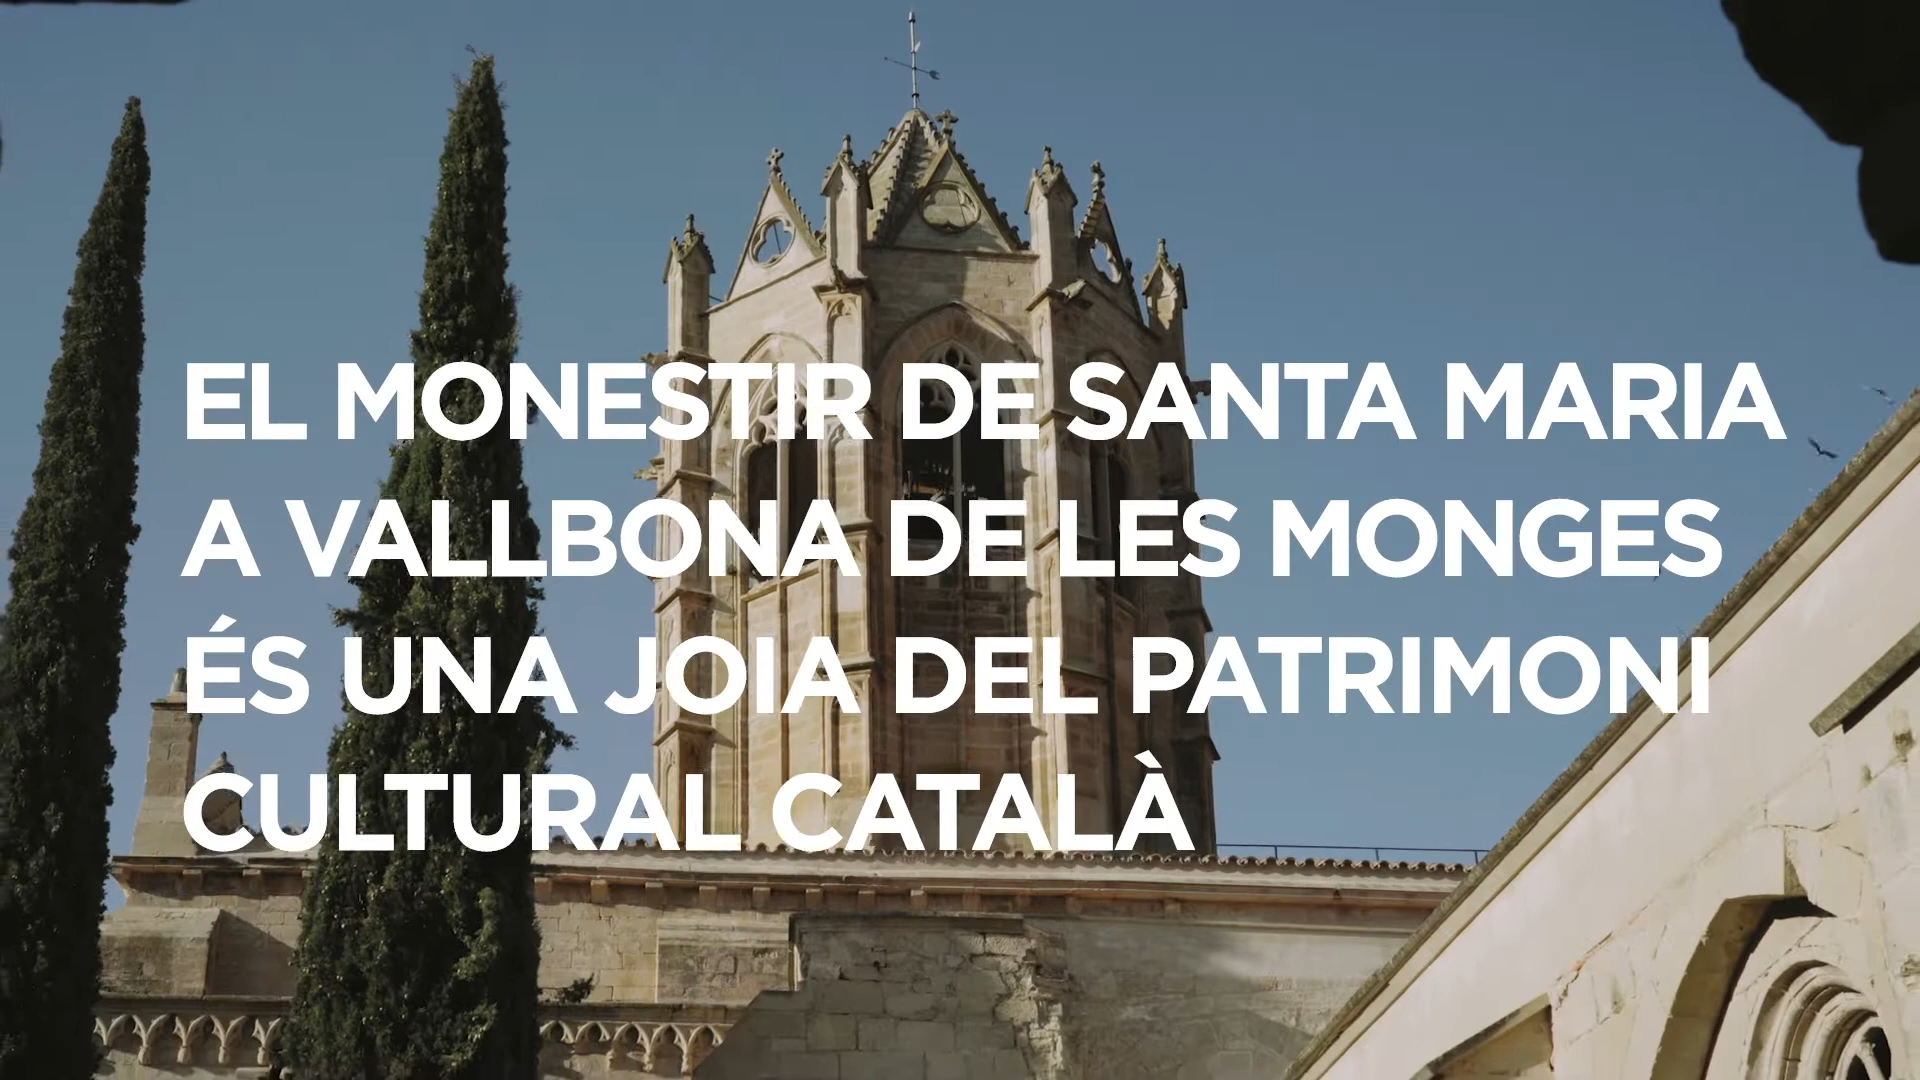 EL MONESTIR DE SANTA MARIA
A VALLBONA DE LES MONGES
ÉS UNA JOIA DEL PATRIMONI
CULTURAL CATALÀ